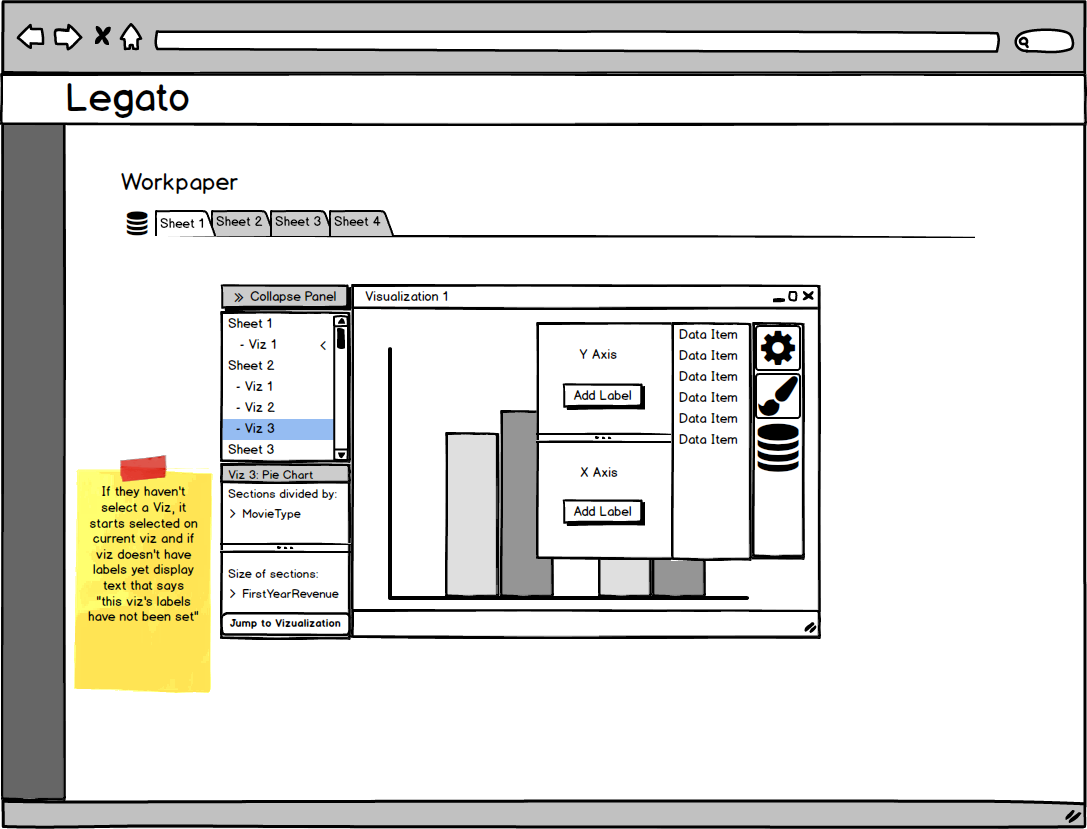 Legato
Workpaper
Sheet 1
Sheet 2
Sheet 3
Sheet 4
Collapse Panel
Sheet 1
- Viz 1
<
Sheet 2
- Viz 1
- Viz 2
- Viz 3
Sheet 3
Viz 3: Pie Chart
Sections divided by:
> MovieType
Size of sections:
> FirstYearRevenue
Jump to Vizualization
Visualization 1
Y Axis
Add Label
X Axis
Add Label
Data Item
Data Item
Data Item
Data Item
Data Item
Data Item
If they haven't
select a Viz, it
starts selected on
current viz and if
viz doesn't have
labels yet display
text that says
"this viz's labels
have not been set"